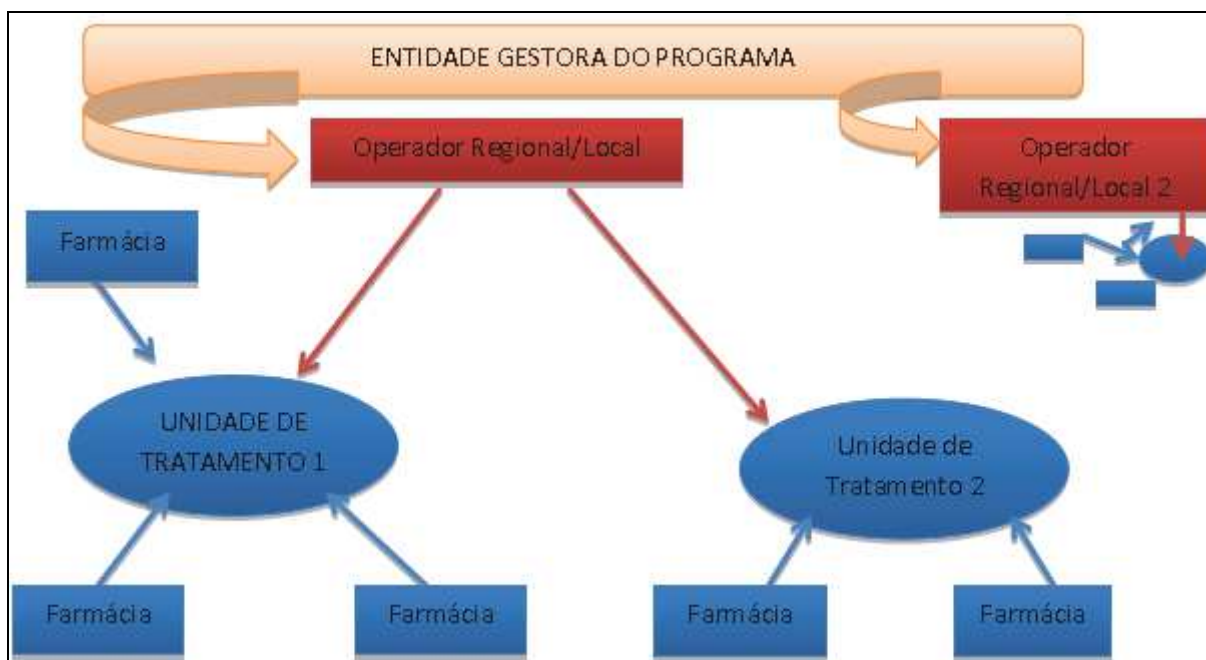 ENTIDADE GESTORA DO PROGRAMA
Operador Regional/Local
Operador
Regional/Local 2
Farmácia
UNIDADE DE
TRATAMENTO 1
Unidade de
Tratamento 2
Farmácia
Farmácia
Farmácia
Farmácia